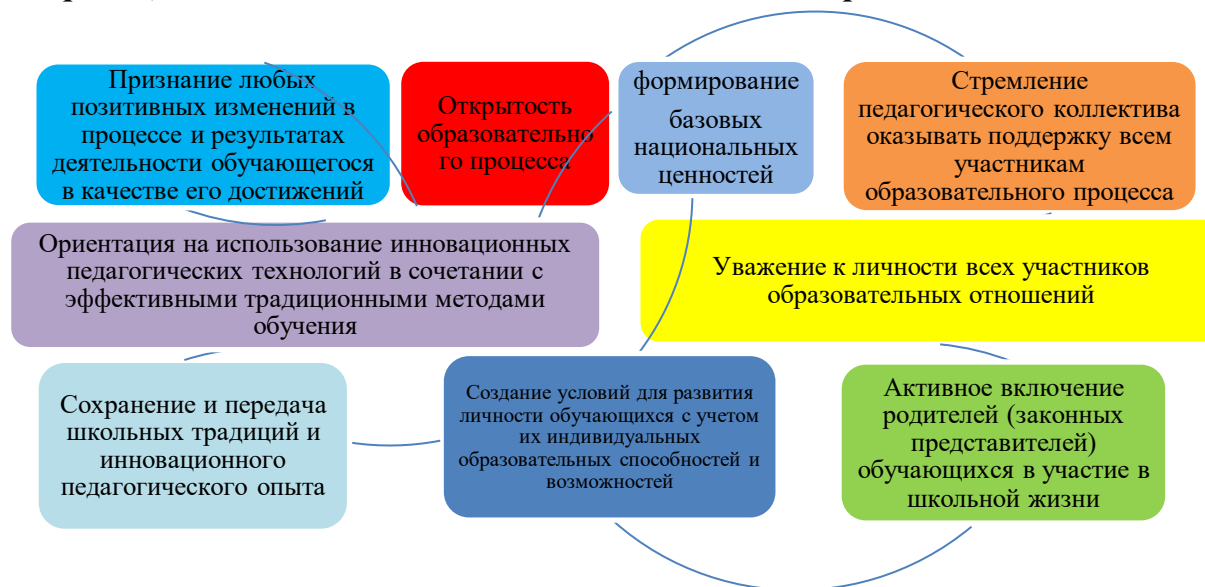 Признание любых
позитивных изменений в
процессе и результатах
деятельности обучающегося
в качестве его достижений
Открытость
образовательно
го процесса
формирование
базовых
национальных
ценностей
Стремление
педагогического коллектива
оказывать поддержку всем
участникам
образовательного процесса
Ориентация на использование инновационных
педагогических технологий в сочетании с
эффективными традиционными методами
обучения
Уважение к личности всех участников
образовательных отношений
Сохранение и передача
школьных традиций и
инновационного
педагогического опыта
Создание условий для развития
личности обучающихся с учетом
их индивидуальных
образовательных способностей и
возможностей
Активное включение
родителей (законных
представителей)
обучающихся в участие в
школьной жизни